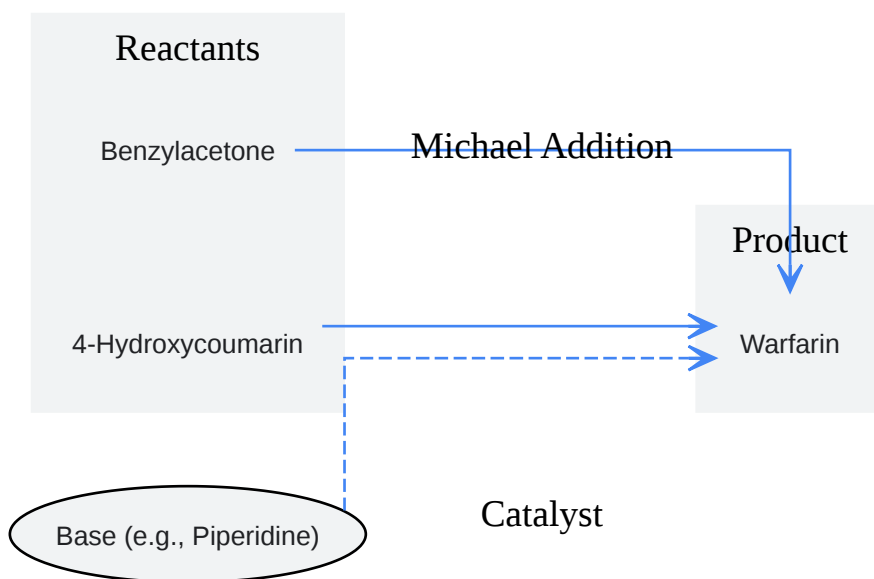 Reactants
Benzylacetone
Michael Addition
Product
4-Hydroxycoumarin
Warfarin
Base (e.g., Piperidine)
Catalyst